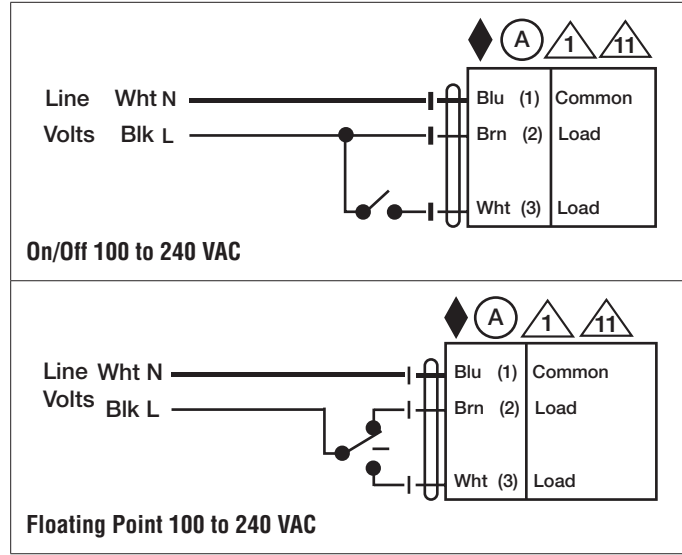 A 1 11
Line Wht N Blu (1) Common
Volts Blk L Brn (2) Load
Wht (3) Load
On/Off 100 to 240 VAC
A 1 11
Line Wht N Blu (1) Common
Volts Blk L Brn (2) Load
Wht (3) Load
Floating Point 100 to 240 VAC